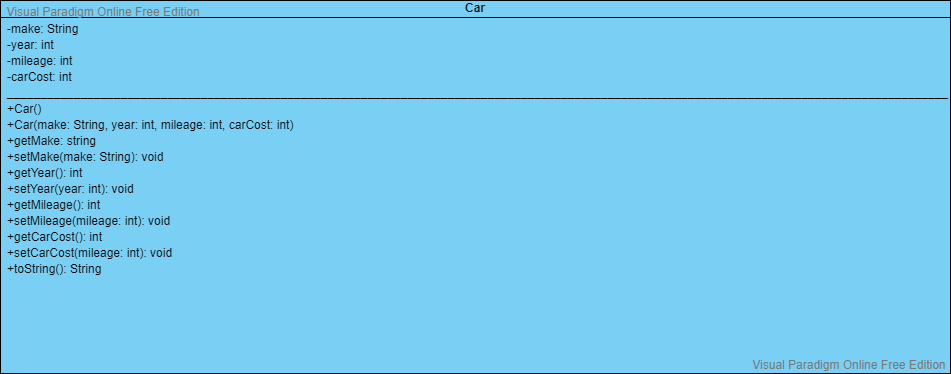 Visual Paradigm Online Free Edition
Car
-make: String
-year: int
-mileage: int
-carCost: int
+Car()
+Car(make: String, year: int, mileage: int, carCost: int)
+getMake: string
+setMake(make: String): void
+getYear(): int
+setYear(year: int): void
+getMileage(): int
+setMileage(mileage: int): void
+getCarCost(): int
+setCarCost(mileage: int): void
+toString(): String
Visual Paradigm Online Free Edition